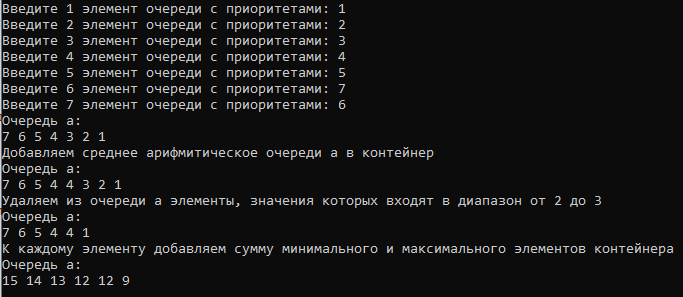 Введите 1 элемент очереди с приоритетами: 1
Введите 2 элемент очереди с приоритетами: 2
Введите 3 элемент очереди с приоритетами: 3
Введите 4 элемент очереди с приоритетами: 4
Введите 5 элемент очереди с приоритетами: 5
Введите 6 элемент очереди с приоритетами: 7
Введите 7 элемент очереди с приоритетами: 6
Очередь a:
7 6 5 4 3 2 1
Добавляем среднее арифмитическое очереди a в контейнер
Очередь a:
7 6 5 4 4 3 2 1
Удаляем из очереди a элементы, значения которых входят в диапазон от 2 до 3
Очередь a:
7 6 5 4 4 1
К каждому элементу добавляем сумму минимального и максимального элементов контейнера
Очередь a:
15 14 13 12 12 9